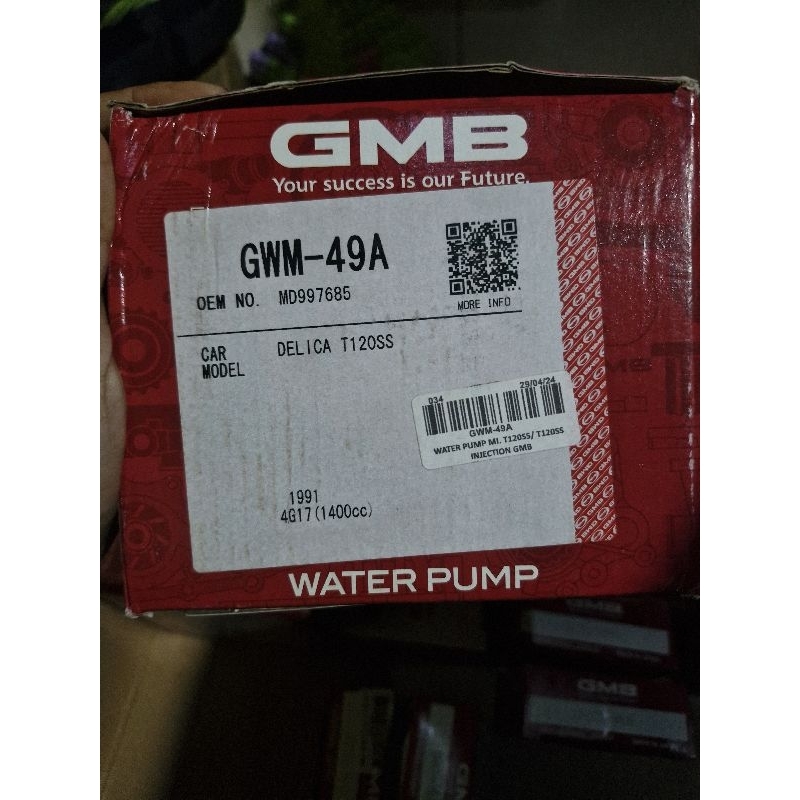 GMB
Your success is our Future.
GWM-49A
OEM NO. MD997685
MORE INFO
CAR MODEL
DELICA T120SS
034
29/04/24
GWM-49A
WATER PUMP MI. T120SS/ T120SS
INJECTION GMB
1991
4G17(1400cc)
WATER PUMP
GMB